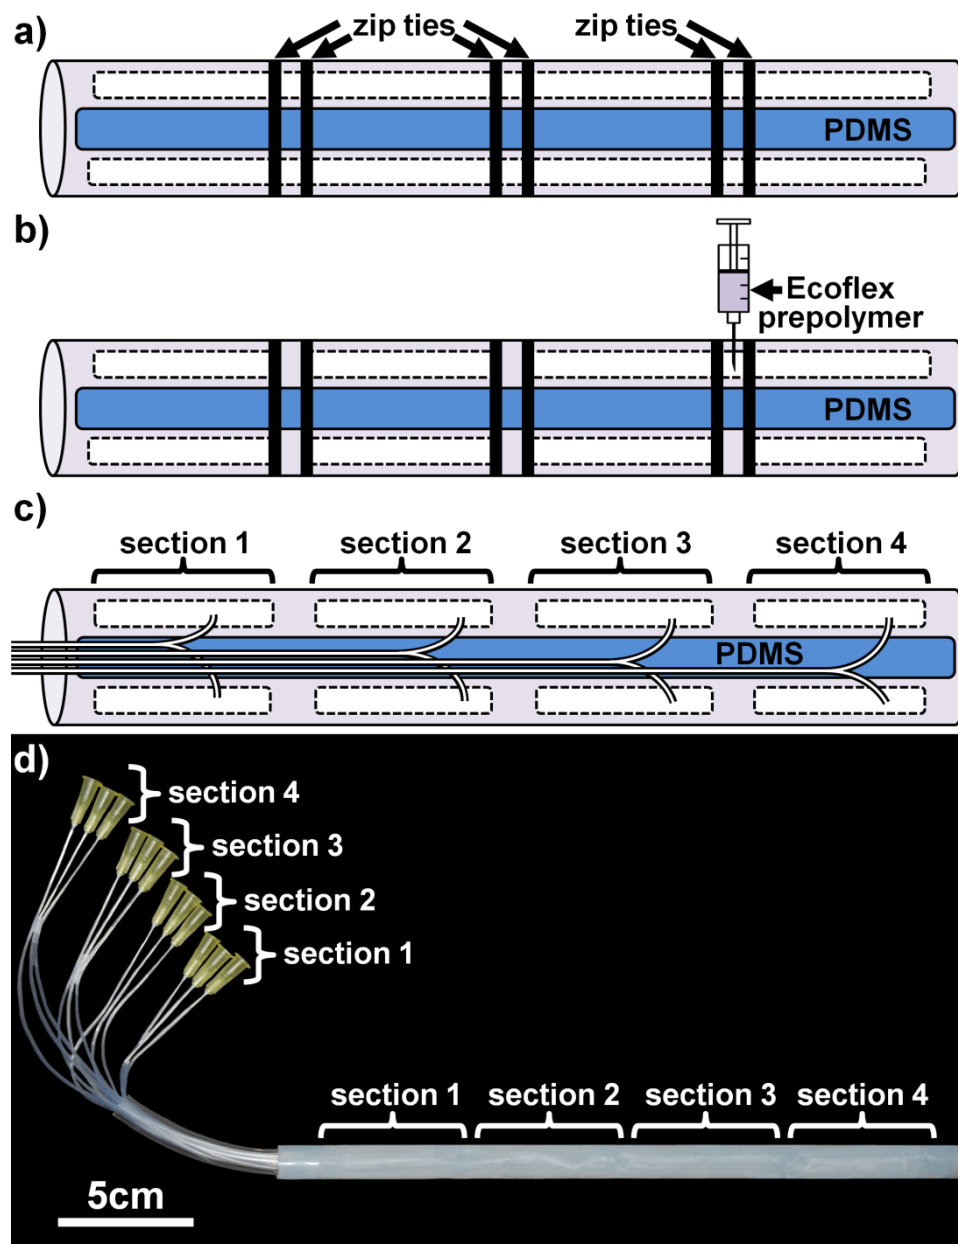 a)
zip ties
zip ties
PDMS
b)
Ecoflex
prepolymer
PDMS
c)
section 1
section 2
section 3
section 4
PDMS
d)
section 4
section 3
section 2
section 1
section 1
section 2
section 3
section 4
5cm